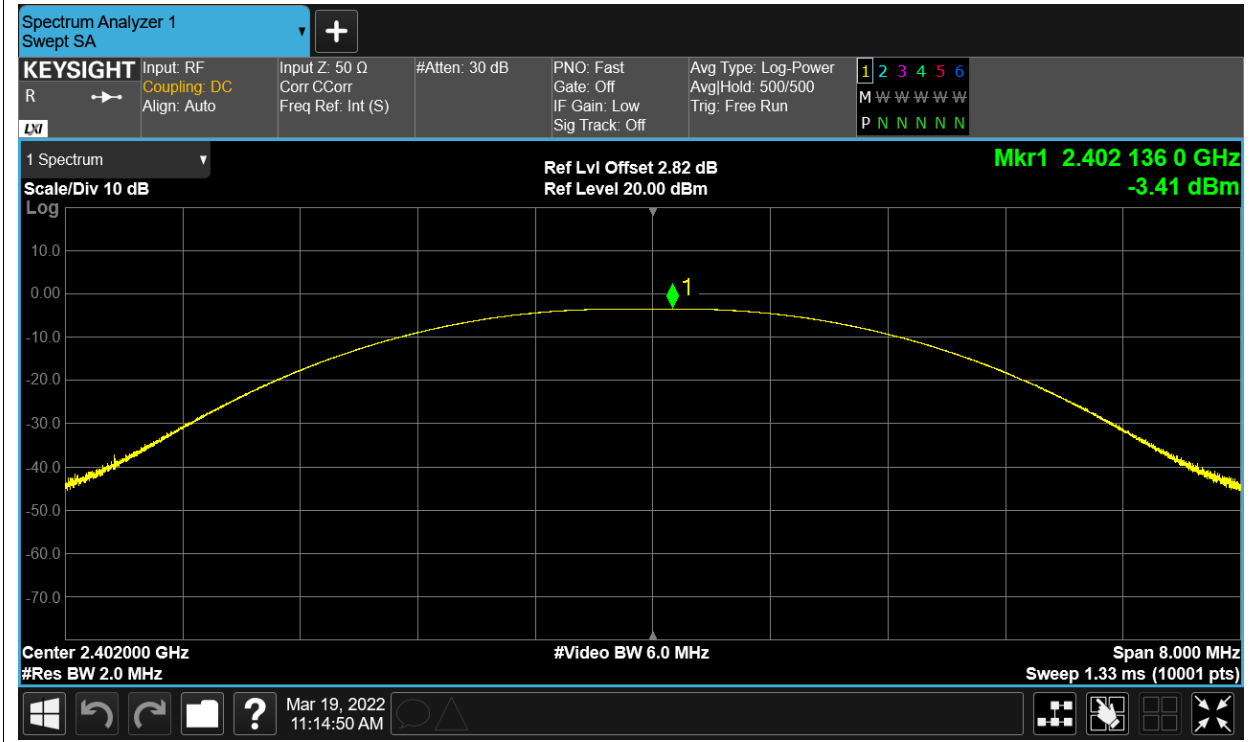 Spectrum Analyzer 1
Swept SA
KEYSIGHT
R
LXI
Input: RF
Coupling: DC
Align: Auto
Input Z: 50 Ω
Corr CCorr
Freq Ref: Int (S)
#Atten: 30 dB
PNO: Fast
Gate: Off
IF Gain: Low
Sig Track: Off
Avg Type: Log-Power
Avg|Hold: 500/500
Trig: Free Run
1 2 3 4 5 6
M W W W W W
P N N N N N
1 Spectrum
Scale/Div 10 dB
Log
Ref Lvl Offset 2.82 dB
Ref Level 20.00 dBm
Mkr1 2.402 136 0 GHz
-3.41 dBm
10.0
0.00
-10.0
-20.0
-30.0
-40.0
-50.0
-60.0
-70.0
1
Center 2.402000 GHz
#Res BW 2.0 MHz
#Video BW 6.0 MHz
Span 8.000 MHz
Sweep 1.33 ms (10001 pts)
?
Mar 19, 2022
11:14:50 AM